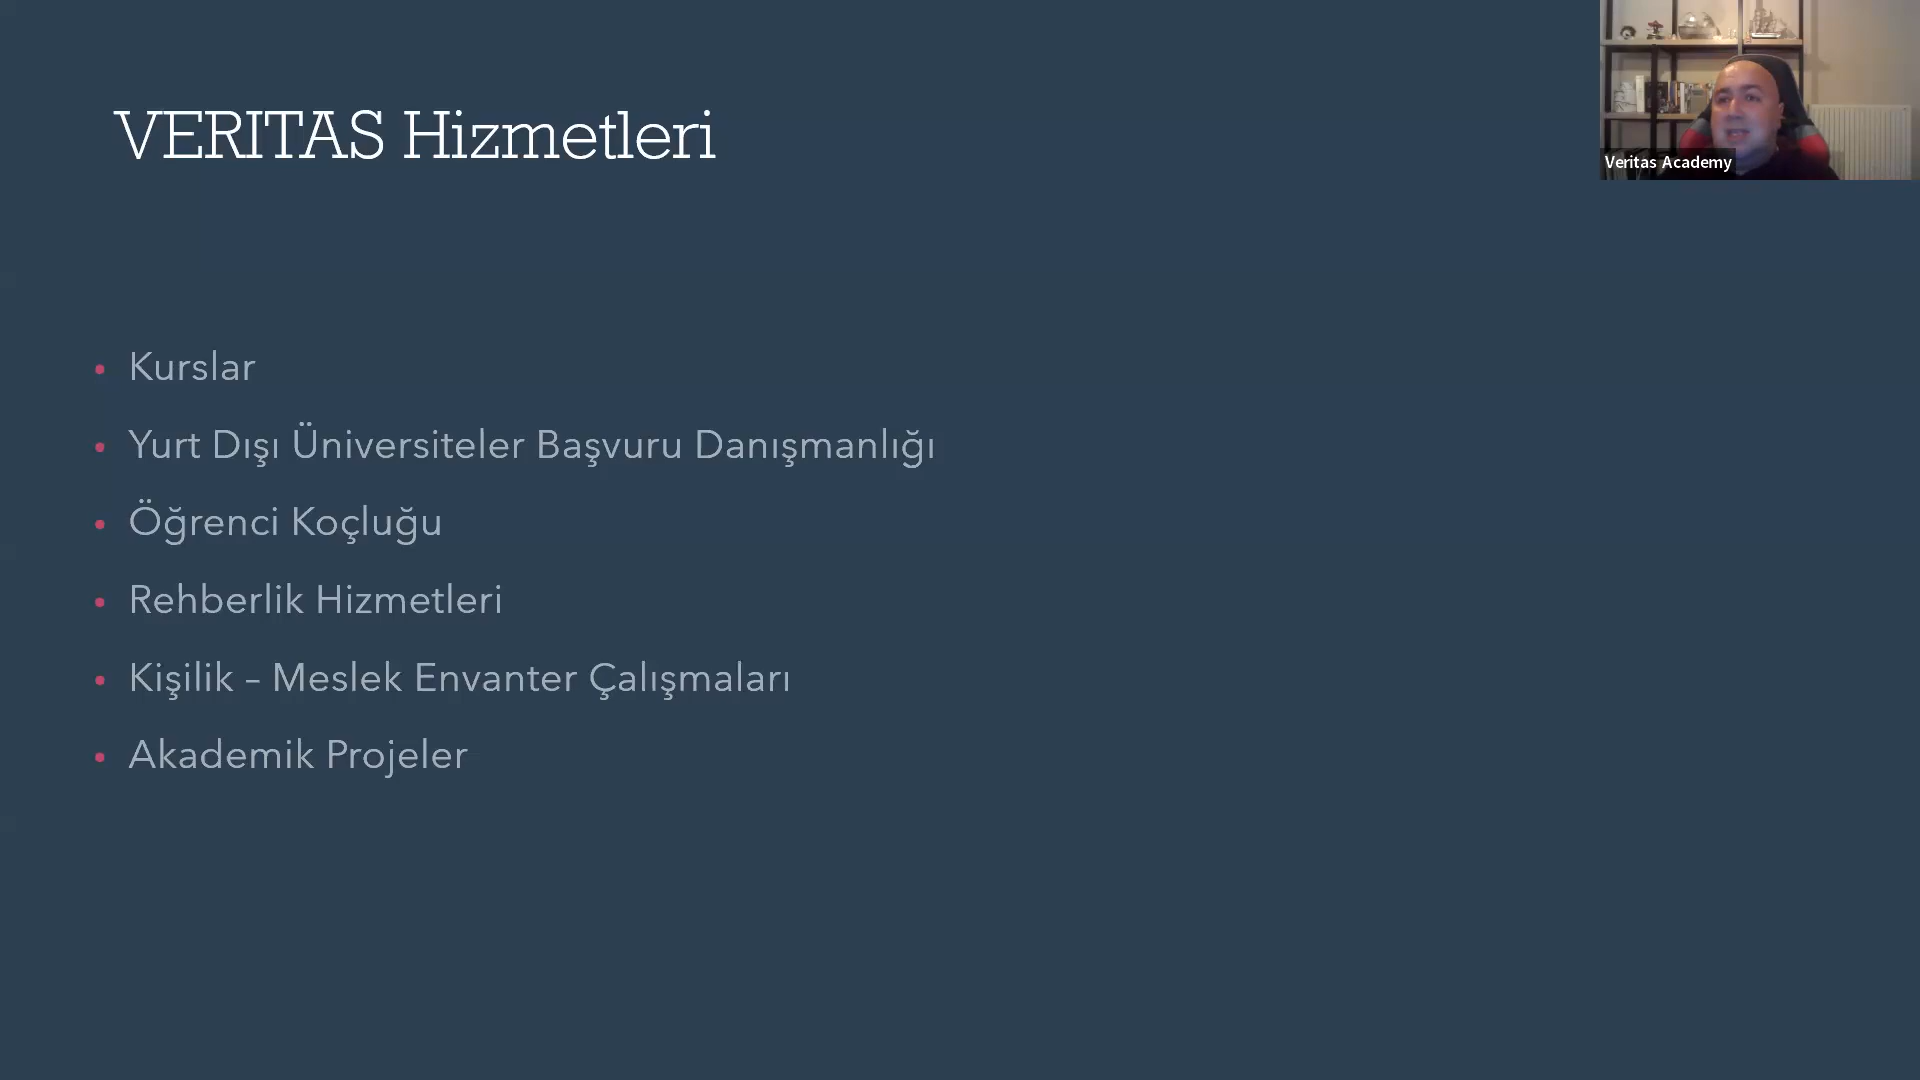 VERITAS Hizmetleri
Veritas Academy
• Kurslar
• Yurt Dışı Üniversiteler Başvuru Danışmanlığı
• Öğrenci Koçluğu
• Rehberlik Hizmetleri
• Kişilik – Meslek Envanter Çalışmaları
• Akademik Projeler